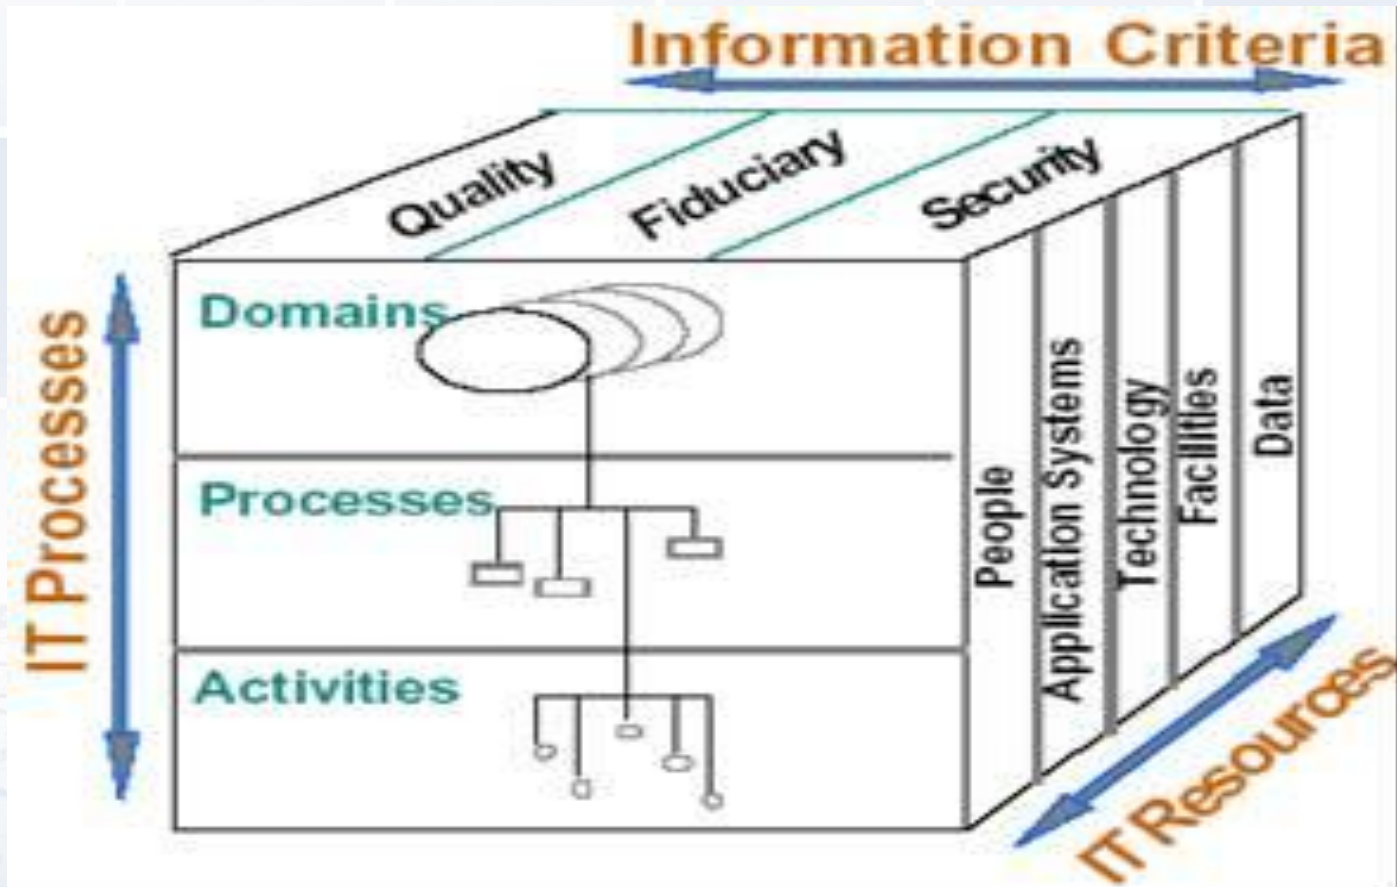 Information Criteria
Quality
Fiduciary
Security
IT Processes
Domains
Processes
Activities
People
Application Systems
Technology
Facilities
Data
IT Resources